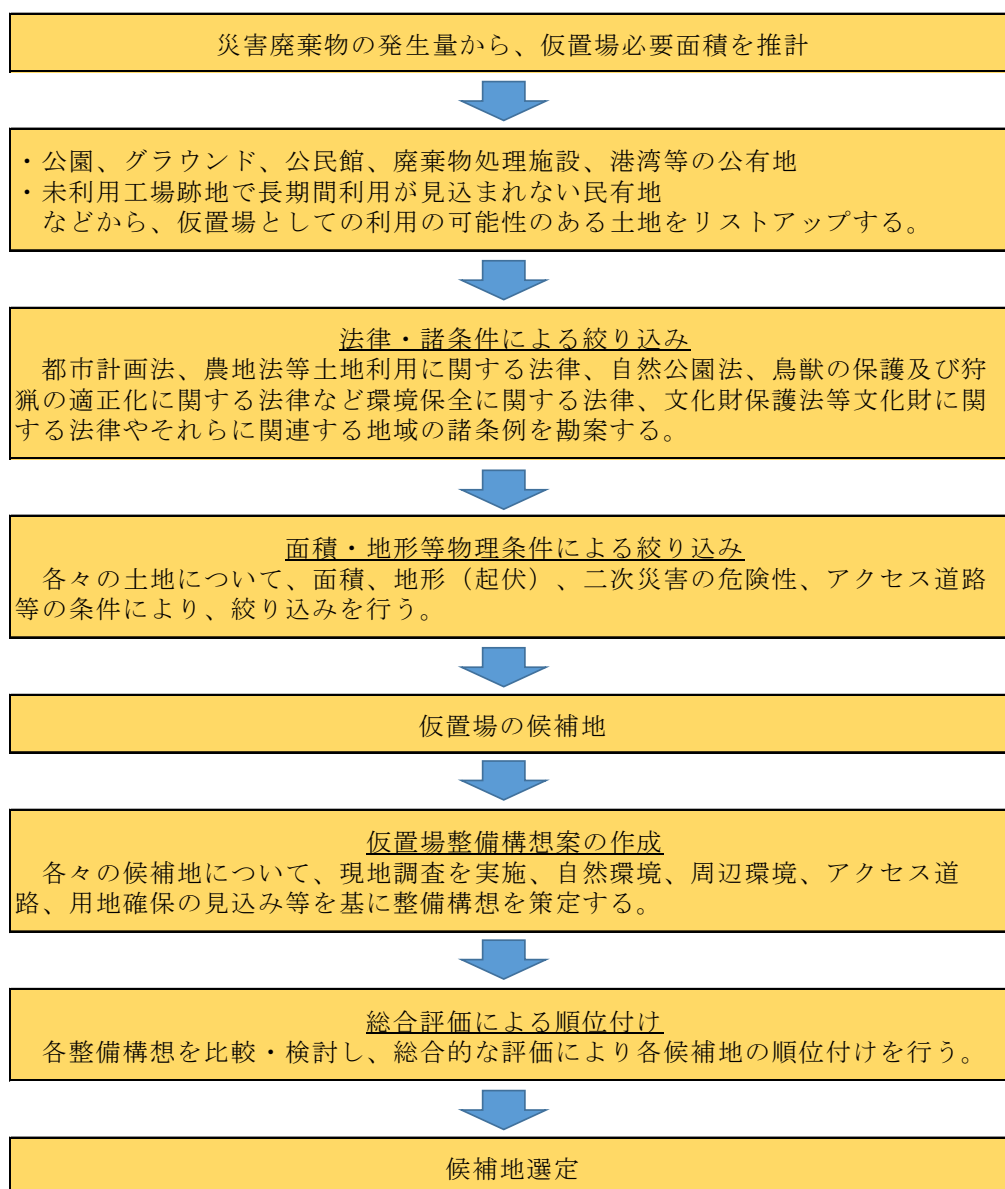 災害廃棄物の発生量から、仮置場必要面積を推計
・公園、グラウンド、公民館、廃棄物処理施設、港湾等の公有地
・未利用工場跡地で長期間利用が見込まれない民有地
などから、仮置場としての利用の可能性のある土地をリストアップする。
法律・諸条件による絞り込み
都市計画法、農地法等土地利用に関する法律、自然公園法、鳥獣の保護及び狩
猟の適正化に関する法律など環境保全に関する法律、文化財保護法等文化財に関
する法律やそれらに関連する地域の諸条例を勘案する。
面積・地形等物理条件による絞り込み
各々の土地について、面積、地形（起伏）、二次災害の危険性、アクセス道路
等の条件により、絞り込みを行う。
仮置場の候補地
仮置場整備構想案の作成
各々の候補地について、現地調査を実施、自然環境、周辺環境、アクセス道
路、用地確保の見込み等を基に整備構想を策定する。
総合評価による順位付け
各整備構想を比較・検討し、総合的な評価により各候補地の順位付けを行う。
候補地選定